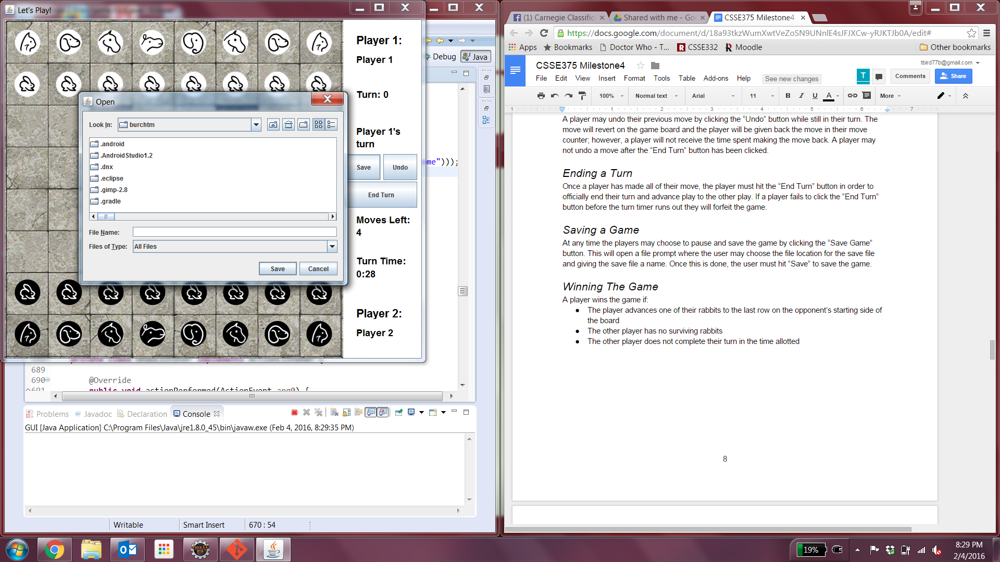 Let's Play!
Player 1:
Player 1
Turn: 0
Player 1's
turn
Save
Undo
End Turn
Moves Left:
4
Turn Time:
0:28
Player 2:
Player 2
Open
Look In:
burchtm
.android
.AndroidStudio1.2
.dnx
.eclipse
.gimp-2.8
.gradle
File Name:
Files of Type:
All Files
Save
Cancel
Debug
Java
me")));
689
690
@Override
691
public void actionPerformed(ActionEvent arg0) {
Problems
Javadoc
Declaration
Console
GUI [Java Application] C:\Program Files\Java\jre1.8.0_45\bin\javaw.exe (Feb 4, 2016, 8:29:35 PM)
Writable
Smart Insert
670 : 54
(1) Carnegie Classific
Shared with me - Goo
CSSE375 Milestone4
https://docs.google.com/document/d/18a93tkzWumXwtVeZoSN9UNnlE4sJFJXCw-yRJKTJb0A/edit#
Apps
Bookmarks
Doctor Who - T...
CSSE332
Moodle
Other bookmarks
CSSE375 Milestone4
tbird77b@gmail.com
File
Edit
View
Insert
Format
Tools
Table
Add-ons
Help
See new changes
T
Comments
Share
100%
Normal text
Arial
11
B
I
U
A
More
1
1
2
3
4
5
6
7
A player may undo their previous move by clicking the “Undo” button while still in their turn. The
move will revert on the game board and the player will be given back the move in their move
counter; however, a player will not receive the time spent making the move back. A player may
not undo a move after the “End Turn” button has been clicked.
Ending a Turn
Once a player has made all of their move, the player must hit the “End Turn” button in order to
officially end their turn and advance play to the other play. If a player fails to click the “End Turn”
button before the turn timer runs out they will forfeit the game.
Saving a Game
At any time the players may choose to pause and save the game by clicking the “Save Game”
button. This will open a file prompt where the user may choose the file location for the save file
and giving the save file a name. Once this is done, the user must hit “Save” to save the game.
Winning The Game
A player wins the game if:
● The player advances one of their rabbits to the last row on the opponent’s starting side of
the board
● The other player has no surviving rabbits
● The other player does not complete their turn in the time allotted
8
Java EE
IDE
19%
8:29 PM
2/4/2016